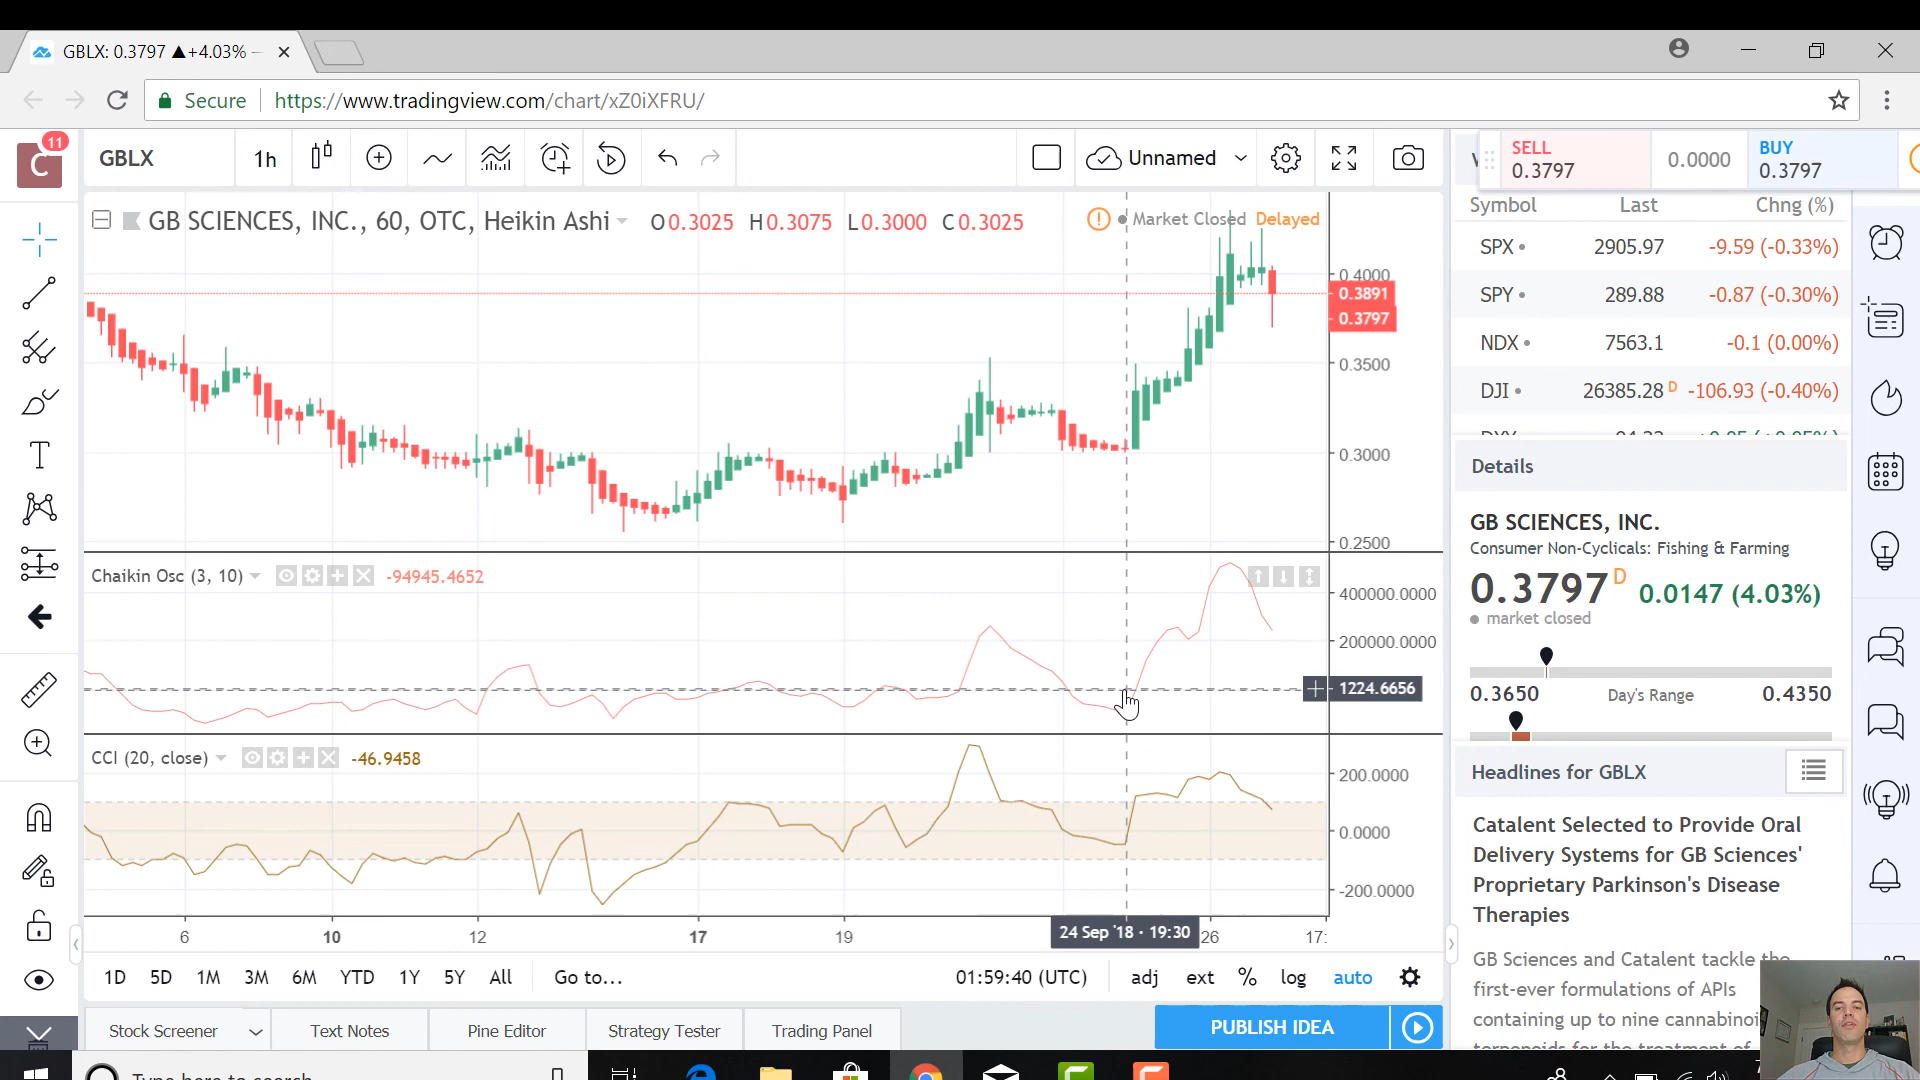 GBLX: 0.3797 ▲+4.03% –
Secure
https://www.tradingview.com/chart/xZ0iXFRU/
11
C
GBLX
1h
Unnamed
SELL
0.3797
0.0000
BUY
0.3797
GB SCIENCES, INC., 60, OTC, Heikin Ashi
O0.3025 H0.3075 L0.3000 C0.3025
Market Closed Delayed
0.4000
0.3891
0.3797
0.3500
0.3000
0.2500
Chaikin Osc (3, 10)
-94945.4652
400000.0000
200000.0000
1224.6656
CCI (20, close)
-46.9458
200.0000
0.0000
-200.0000
6
10
12
17
19
24 Sep '18 · 19:30
26
17:
1D 5D 1M 3M 6M YTD 1Y 5Y All
Go to...
01:59:40 (UTC)
adj ext % log auto
Stock Screener
Text Notes
Pine Editor
Strategy Tester
Trading Panel
PUBLISH IDEA
Symbol Last Chng (%)
SPX 2905.97 -9.59 (-0.33%)
SPY 289.88 -0.87 (-0.30%)
NDX 7563.1 -0.1 (0.00%)
DJI 26385.28 D -106.93 (-0.40%)
Details
GB SCIENCES, INC.
Consumer Non-Cyclicals: Fishing & Farming
0.3797 D 0.0147 (4.03%)
market closed
0.3650 Day's Range 0.4350
Headlines for GBLX
Catalent Selected to Provide Oral
Delivery Systems for GB Sciences'
Proprietary Parkinson's Disease
Therapies
GB Sciences and Catalent tackle the
first-ever formulations of APIs
containing up to nine
Type here to search